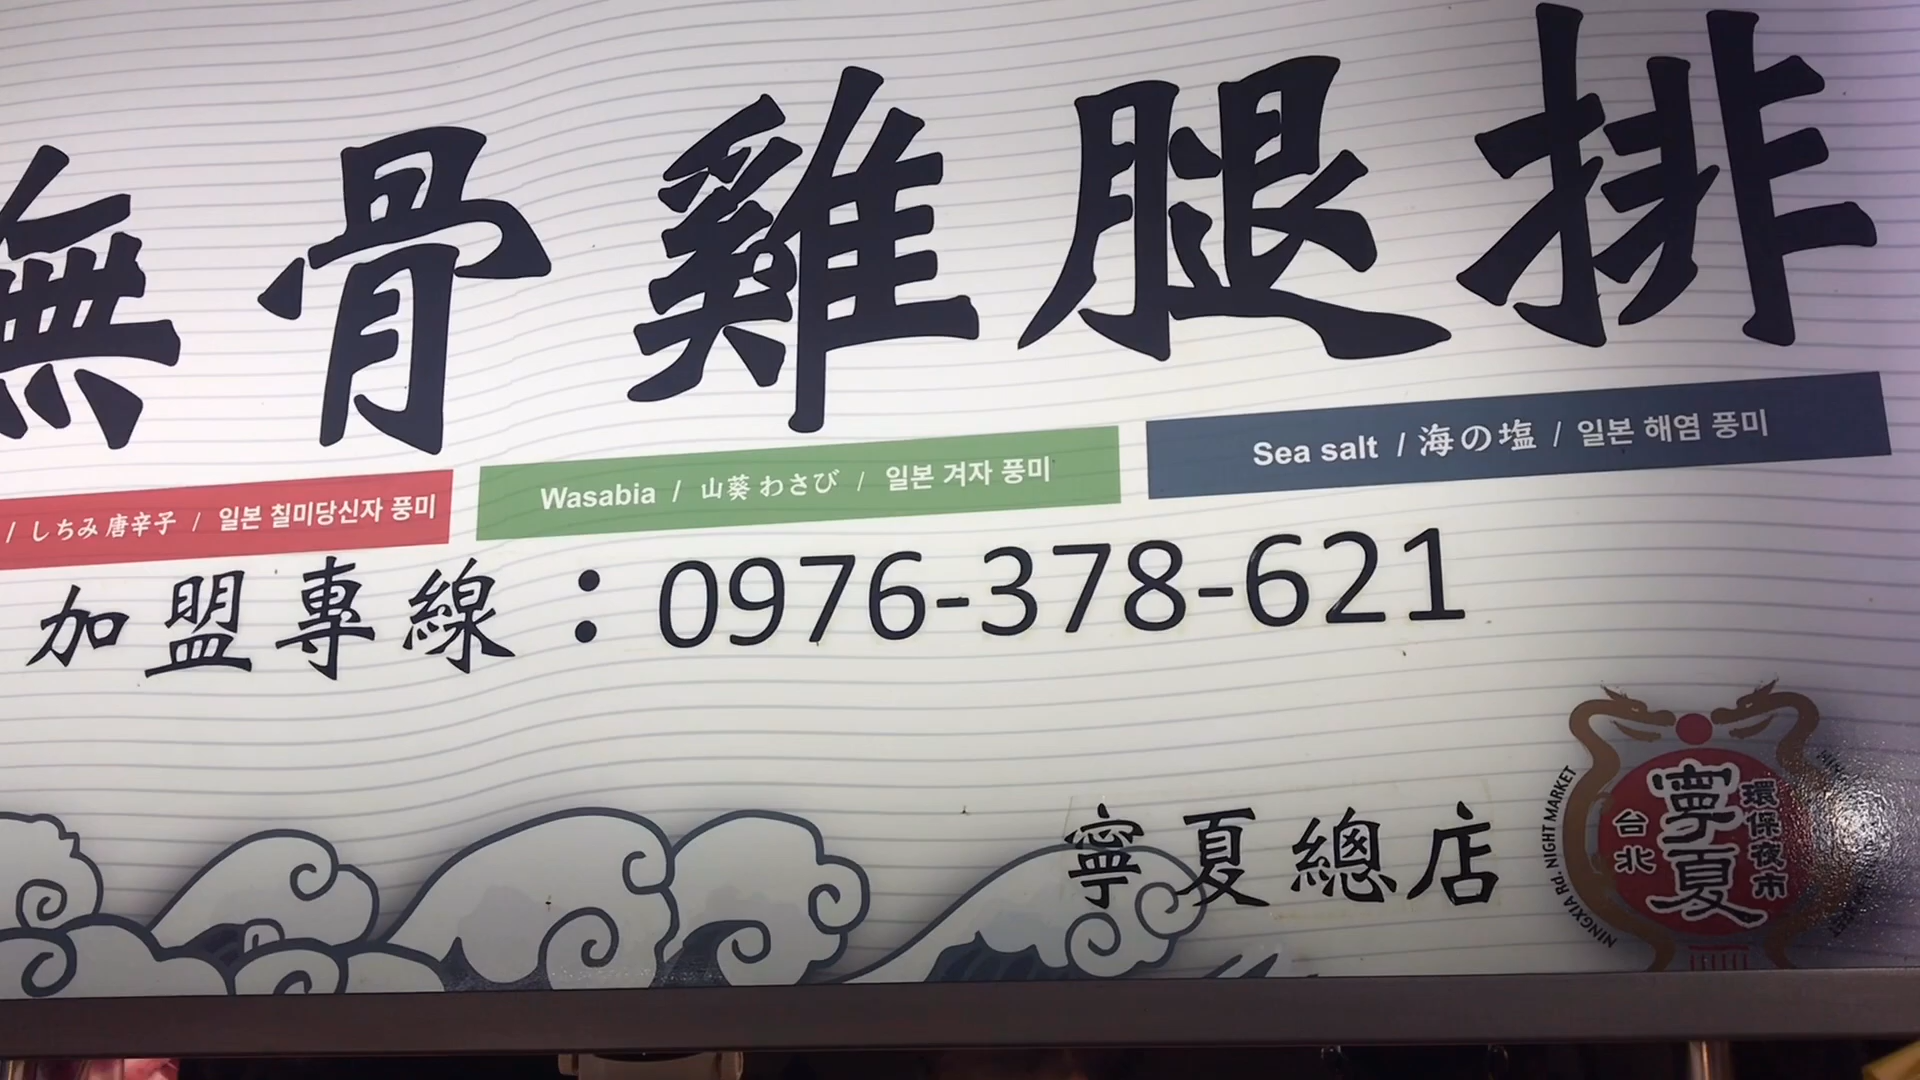 無骨雞腿排
/ しちみ 唐辛子 / 일본 칠미당신자 풍미
Wasabia / 山葵 わさび / 일본 겨자 풍미
Sea salt / 海の塩 / 일본 해염 풍미
加盟專線：0976-378-621
寧夏總店
台北
寧夏
環保夜市
NINGXIA Rd. NIGHT MARKET